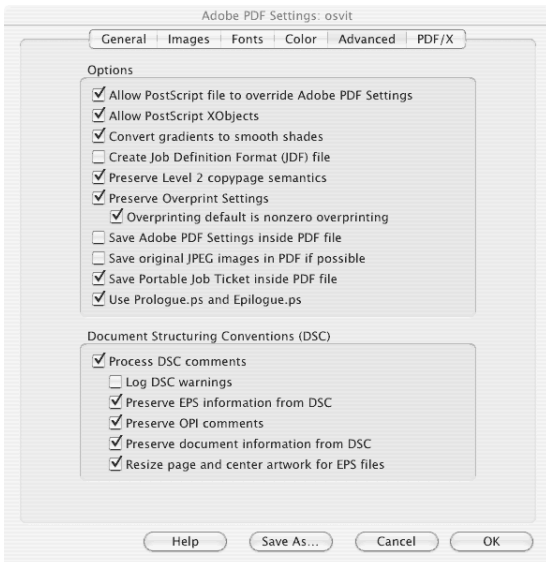 Adobe PDF Settings: osvit
General Images Fonts Color Advanced PDF/X
Options
Allow PostScript file to override Adobe PDF Settings
Allow PostScript XObjects
Convert gradients to smooth shades
Create Job Definition Format (JDF) file
Preserve Level 2 copypage semantics
Preserve Overprint Settings
Overprinting default is nonzero overprinting
Save Adobe PDF Settings inside PDF file
Save original JPEG images in PDF if possible
Save Portable Job Ticket inside PDF file
Use Prologue.ps and Epilogue.ps
Document Structuring Conventions (DSC)
Process DSC comments
Log DSC warnings
Preserve EPS information from DSC
Preserve OPI comments
Preserve document information from DSC
Resize page and center artwork for EPS files
Help Save As... Cancel OK